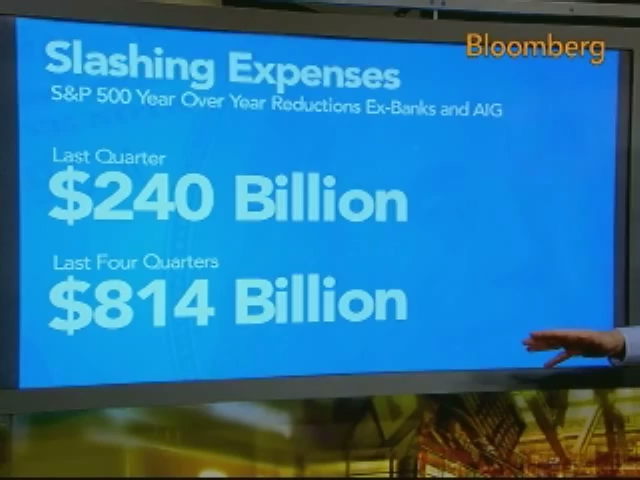 Bloomberg
Slashing Expenses
S&P 500 Year Over Year Reductions Ex-Banks and AIG
Last Quarter
$240 Billion
Last Four Quarters
$814 Billion